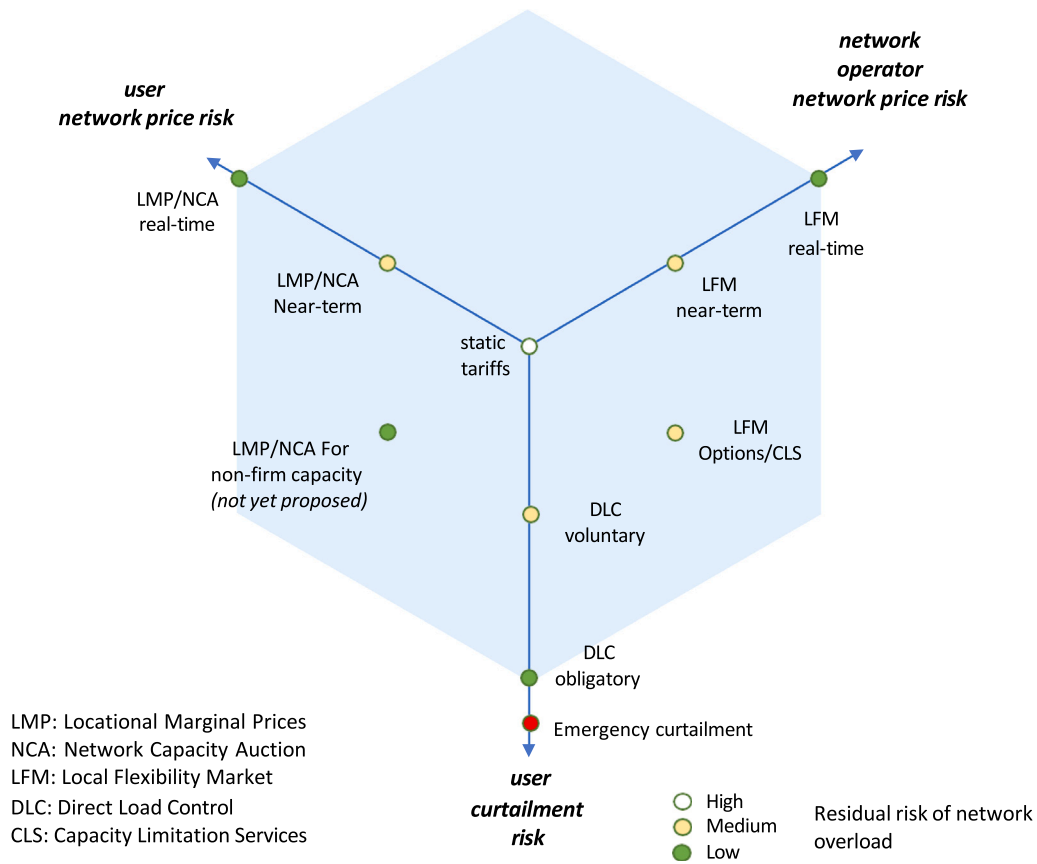 network
operator
network price risk
user
network price risk
LMP/NCA
real-time
LFM
real-time
LMP/NCA
Near-term
LFM
near-term
static
tariffs
LMP/NCA For
non-firm capacity
(not yet proposed)
LFM
Options/CLS
DLC
voluntary
DLC
obligatory
Emergency curtailment
user
curtailment
risk
LMP: Locational Marginal Prices
NCA: Network Capacity Auction
LFM: Local Flexibility Market
DLC: Direct Load Control
CLS: Capacity Limitation Services
High
Medium
Low
Residual risk of network
overload